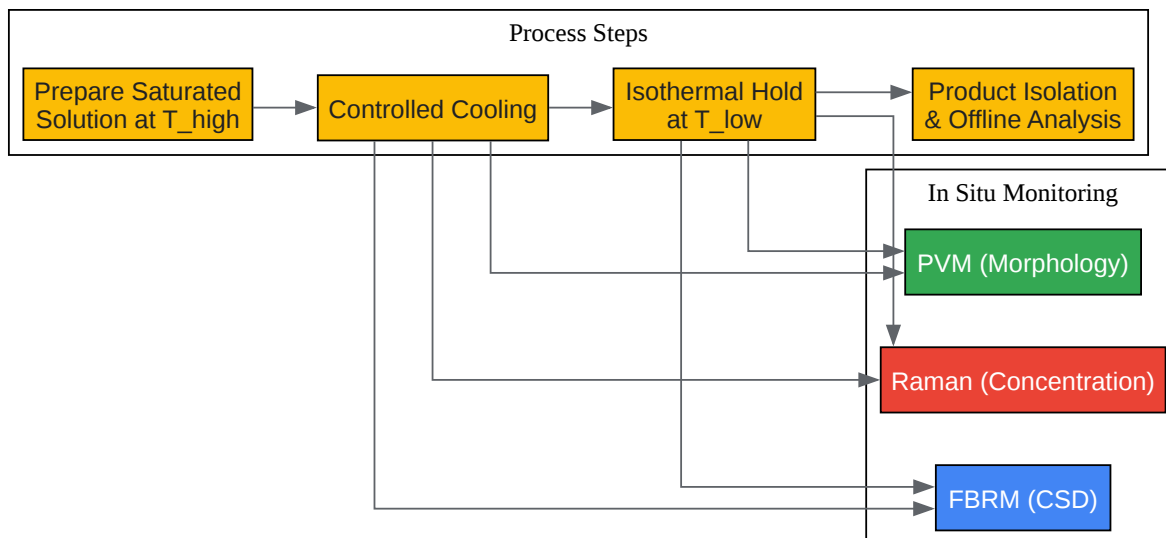 Process Steps
Prepare Saturated
Solution at T_high
Controlled Cooling
Isothermal Hold
at T_low
Product Isolation
& Offline Analysis
In Situ Monitoring
PVM (Morphology)
Raman (Concentration)
FBRM (CSD)